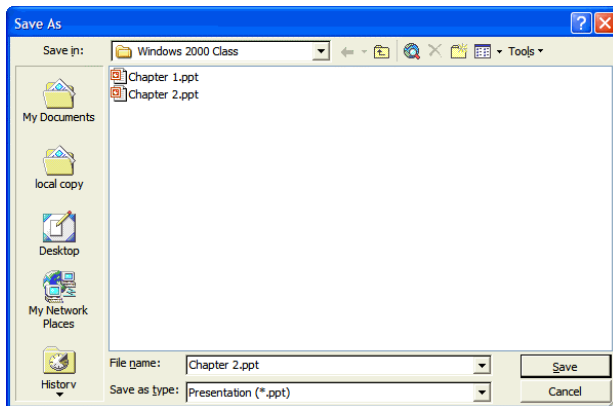 Save As
Save in: Windows 2000 Class Tools
Chapter 1.ppt
Chapter 2.ppt
My Documents
local copy
Desktop
My Network
Places
History
File name: Chapter 2.ppt Save
Save as type: Presentation (*.ppt) Cancel